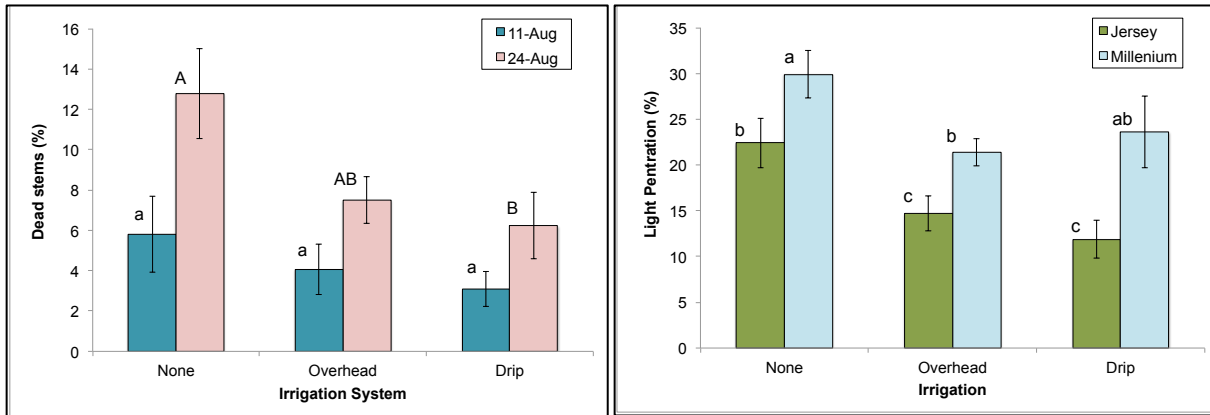 16
14
12
10
8
6
4
2
0
Dead stems (%)
11-Aug
24-Aug
a
A
a
AB
a
B
None
Overhead
Drip
Irrigation System
35
30
25
20
15
10
5
0
Light Pentration (%)
Jersey
Millenium
b
a
c
b
c
ab
None
Overhead
Drip
Irrigation